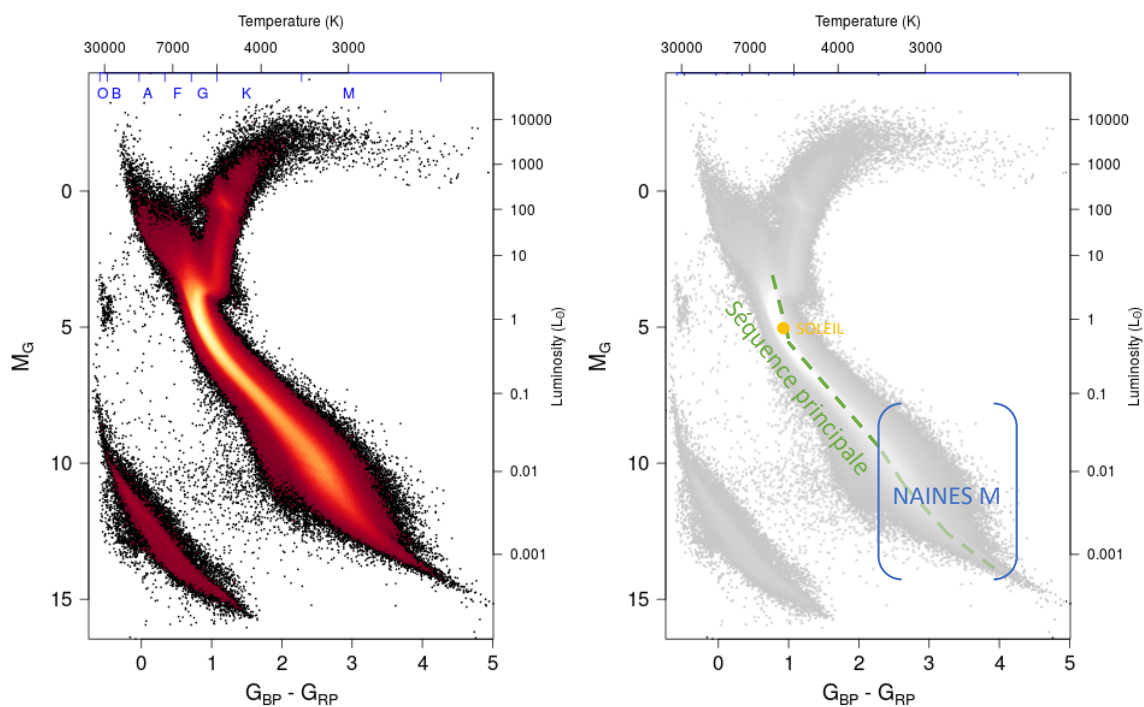 Temperature (K)
30000 7000 4000 3000
O B A F G K M
10000
1000
100
10
1
0.1
0.01
0.001
Luminosity (L₀)
0
5
10
15
M_G
0 1 2 3 4 5
G_BP - G_RP
Temperature (K)
30000 7000 4000 3000
10000
1000
100
10
1
0.1
0.01
0.001
Luminosity (L₀)
0
5
10
15
M_G
SOLEIL
Séquence principale
NAINES M
0 1 2 3 4 5
G_BP - G_RP